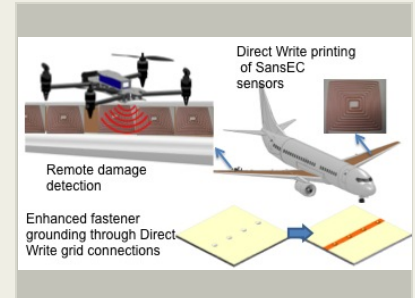 Direct Write printing
of SansEC
sensors
Remote damage
detection
Enhanced fastener
grounding through Direct
Write grid connections